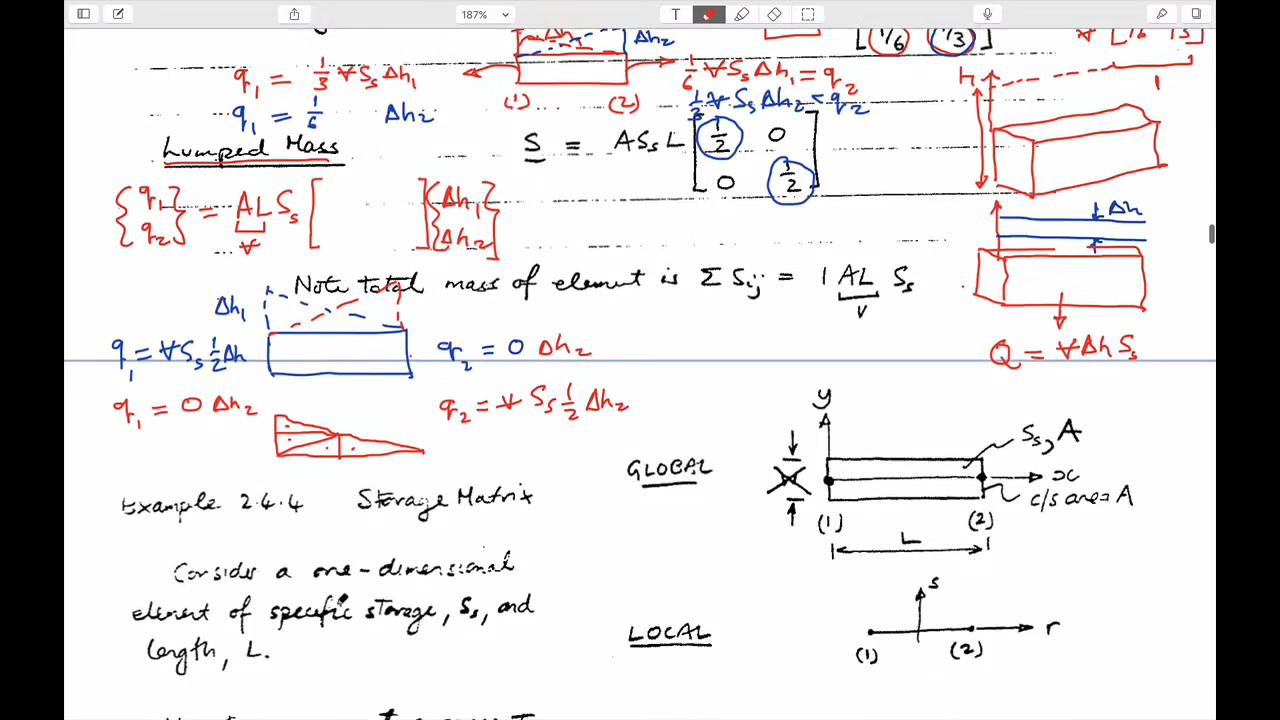 187%
T
Δh₂
1/6 1/3
q₁ = 1/3 ∀ Ss Δh₁
1/6 ∀ Ss Δh₁ = q₂
h
1
(1) (2)
q₁ = 1/6 Δh₂
∀ Ss Δh₂ = q₂
Lumped Mass
S = A Ss L [1/2 0
0 1/2]
{q₁
q₂} = AL Ss [ ] {Δh₁
Δh₂}
∀
Δh
Note total mass of element is Σ Sij = 1 AL Ss
V
Δh₁
q₁ = ∀ Ss 1/2 Δh
q₂ = 0 Δh₂
Q = ∀ Δh Ss
q₁ = 0 Δh₂
q₂ = ∀ Ss 1/2 Δh₂
y
Ss, A
GLOBAL
x
c/s area = A
(1) (2)
L
Example 2.4.4 Storage Matrix
Consider a one-dimensional
element of specific storage, Ss, and
length, L.
LOCAL
s
r
(1) (2)